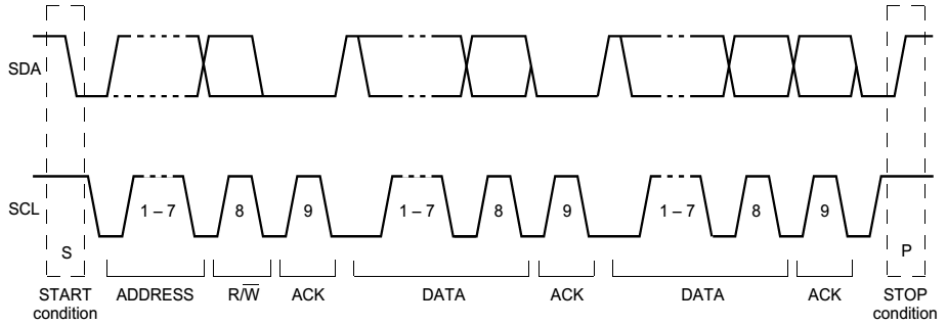 SDA
SCL
1 – 7
8
9
1 – 7
8
9
1 – 7
8
9
S
P
START
condition
ADDRESS
R/W̅
ACK
DATA
ACK
DATA
ACK
STOP
condition